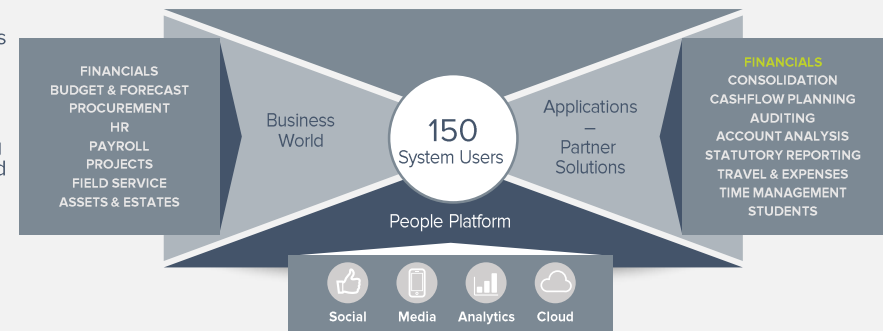 FINANCIALS
BUDGET & FORECAST
PROCUREMENT
HR
PAYROLL
PROJECTS
FIELD SERVICE
ASSETS & ESTATES
Business
World
150
System Users
People Platform
Applications
–
Partner
Solutions
FINANCIALS
CONSOLIDATION
CASHFLOW PLANNING
AUDITING
ACCOUNT ANALYSIS
STATUTORY REPORTING
TRAVEL & EXPENSES
TIME MANAGEMENT
STUDENTS
Social Media Analytics Cloud